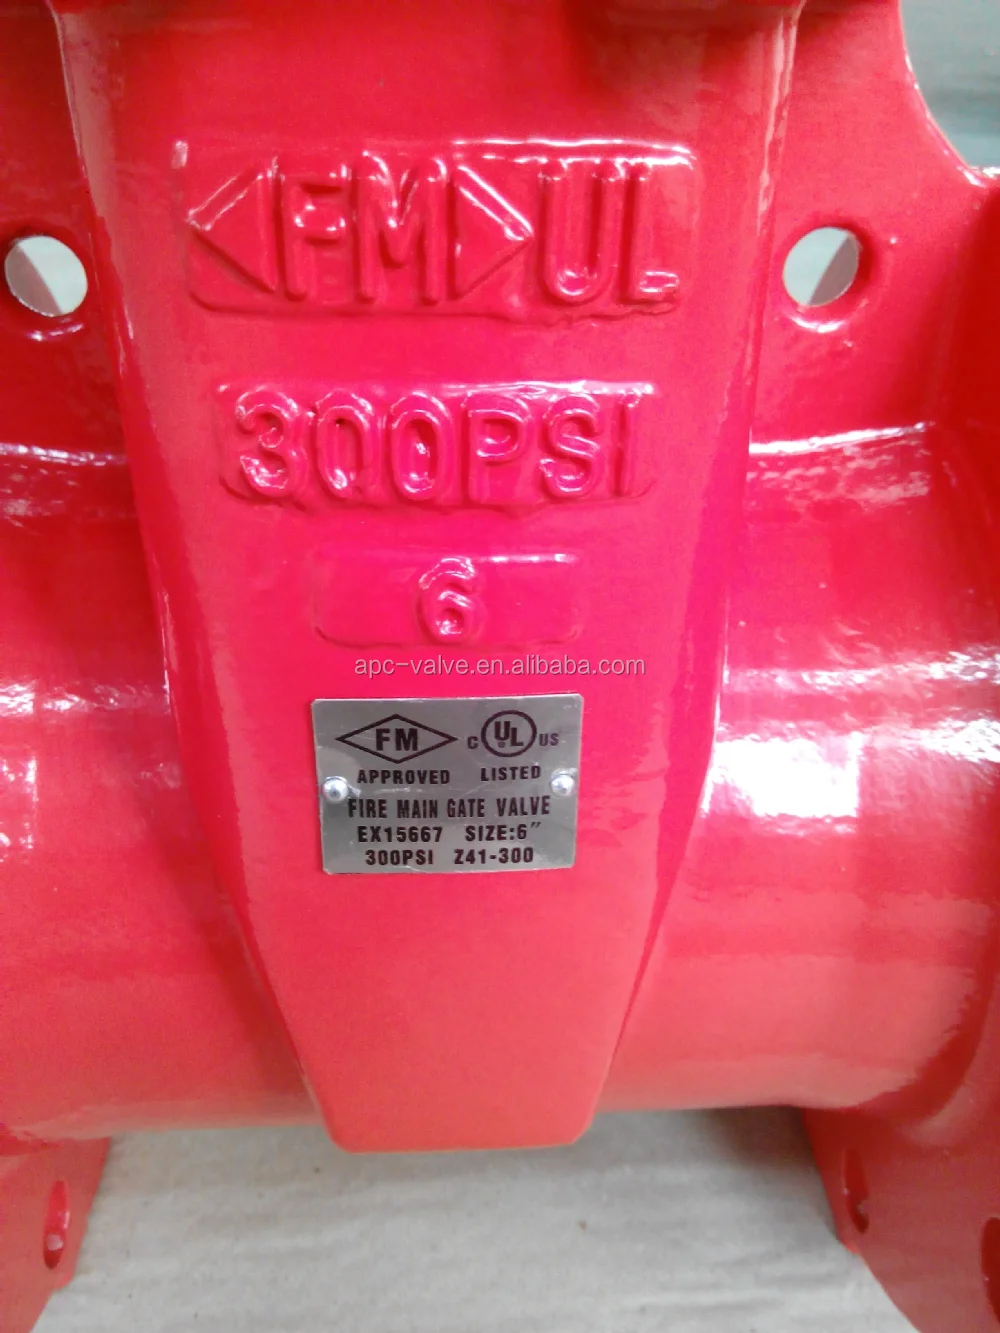 FM UL
300PSI
6
apc-valve.en.alibaba.com
FM C UL US
APPROVED LISTED
FIRE MAIN GATE VALVE
EX15667 SIZE:6"
300PSI Z41-300